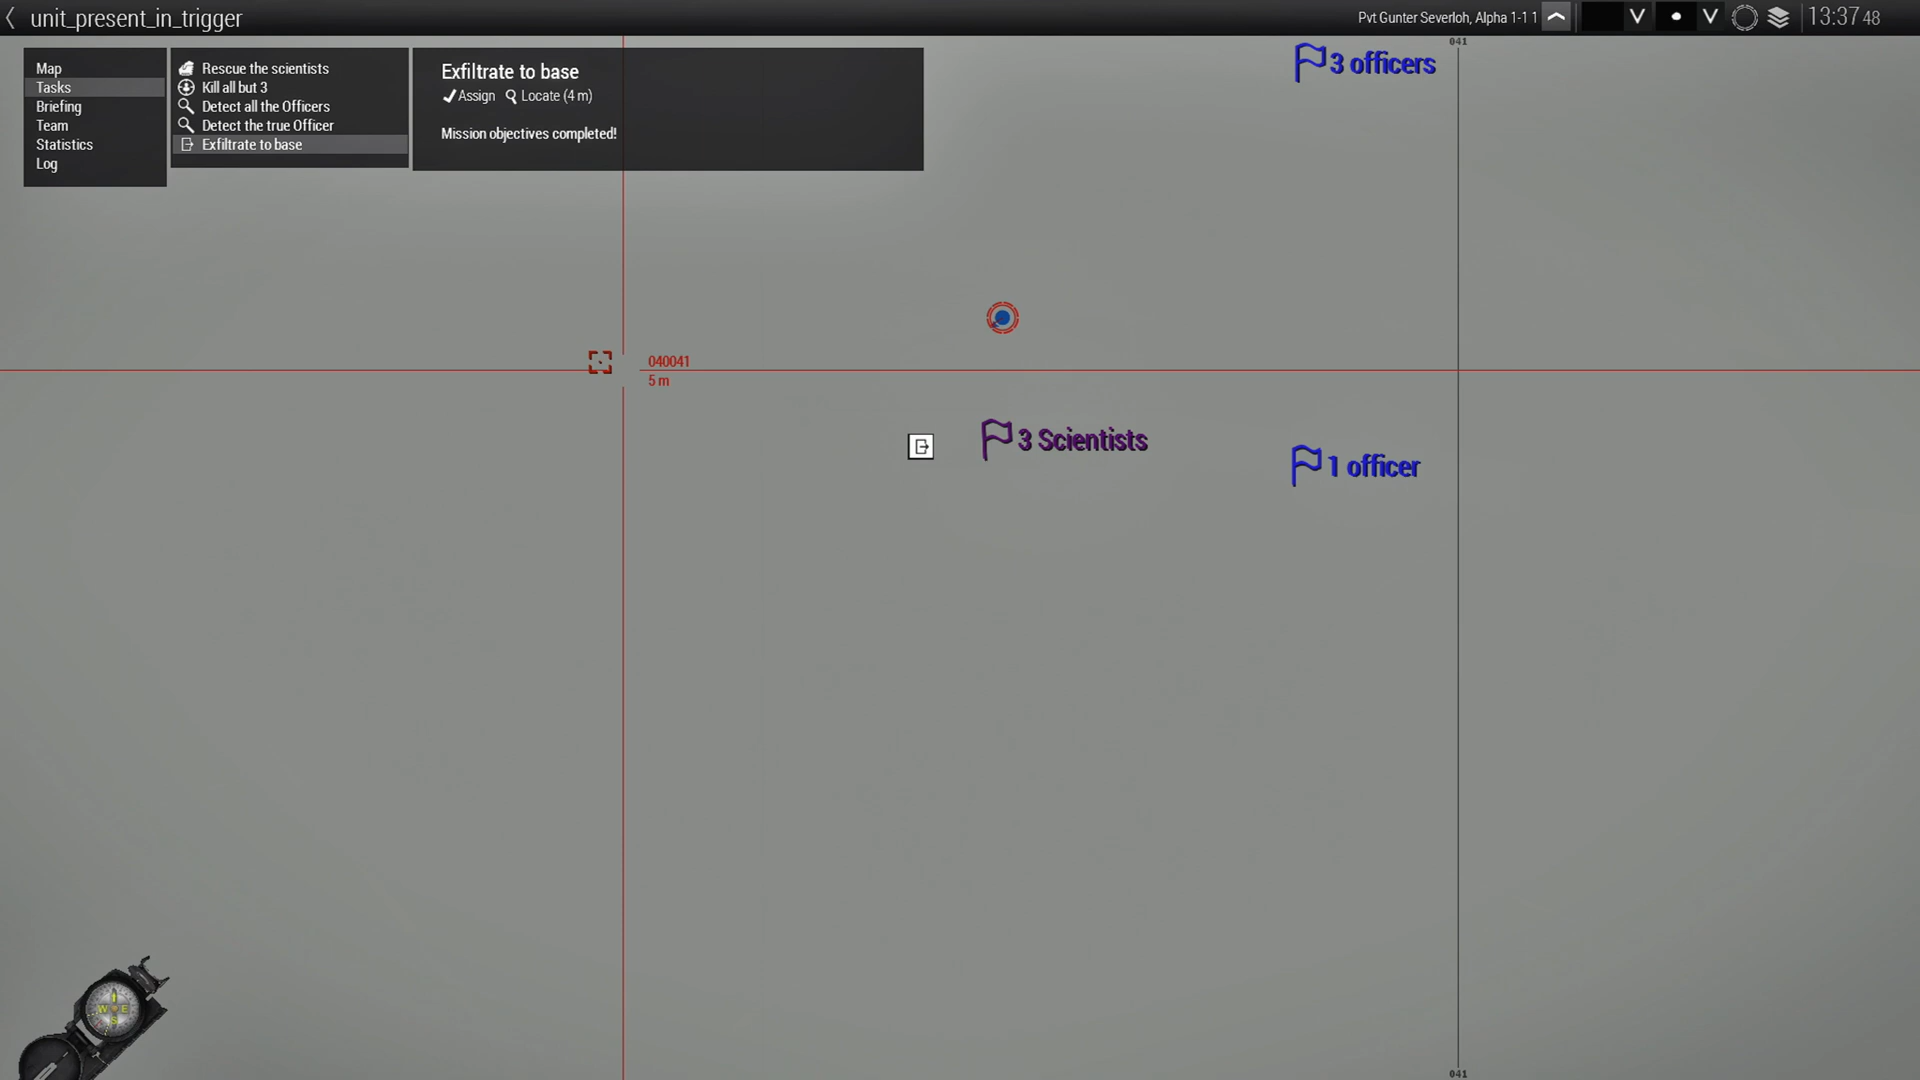 unit_present_in_trigger
Pvt Gunter Severloh, Alpha 1-1 1
13:37 48
041
Map
Tasks
Briefing
Team
Statistics
Log
Rescue the scientists
Kill all but 3
Detect all the Officers
Detect the true Officer
Exfiltrate to base
Exfiltrate to base
Assign Locate (4 m)
Mission objectives completed!
3 officers
040041
5 m
3 Scientists
1 officer
W E
S
041